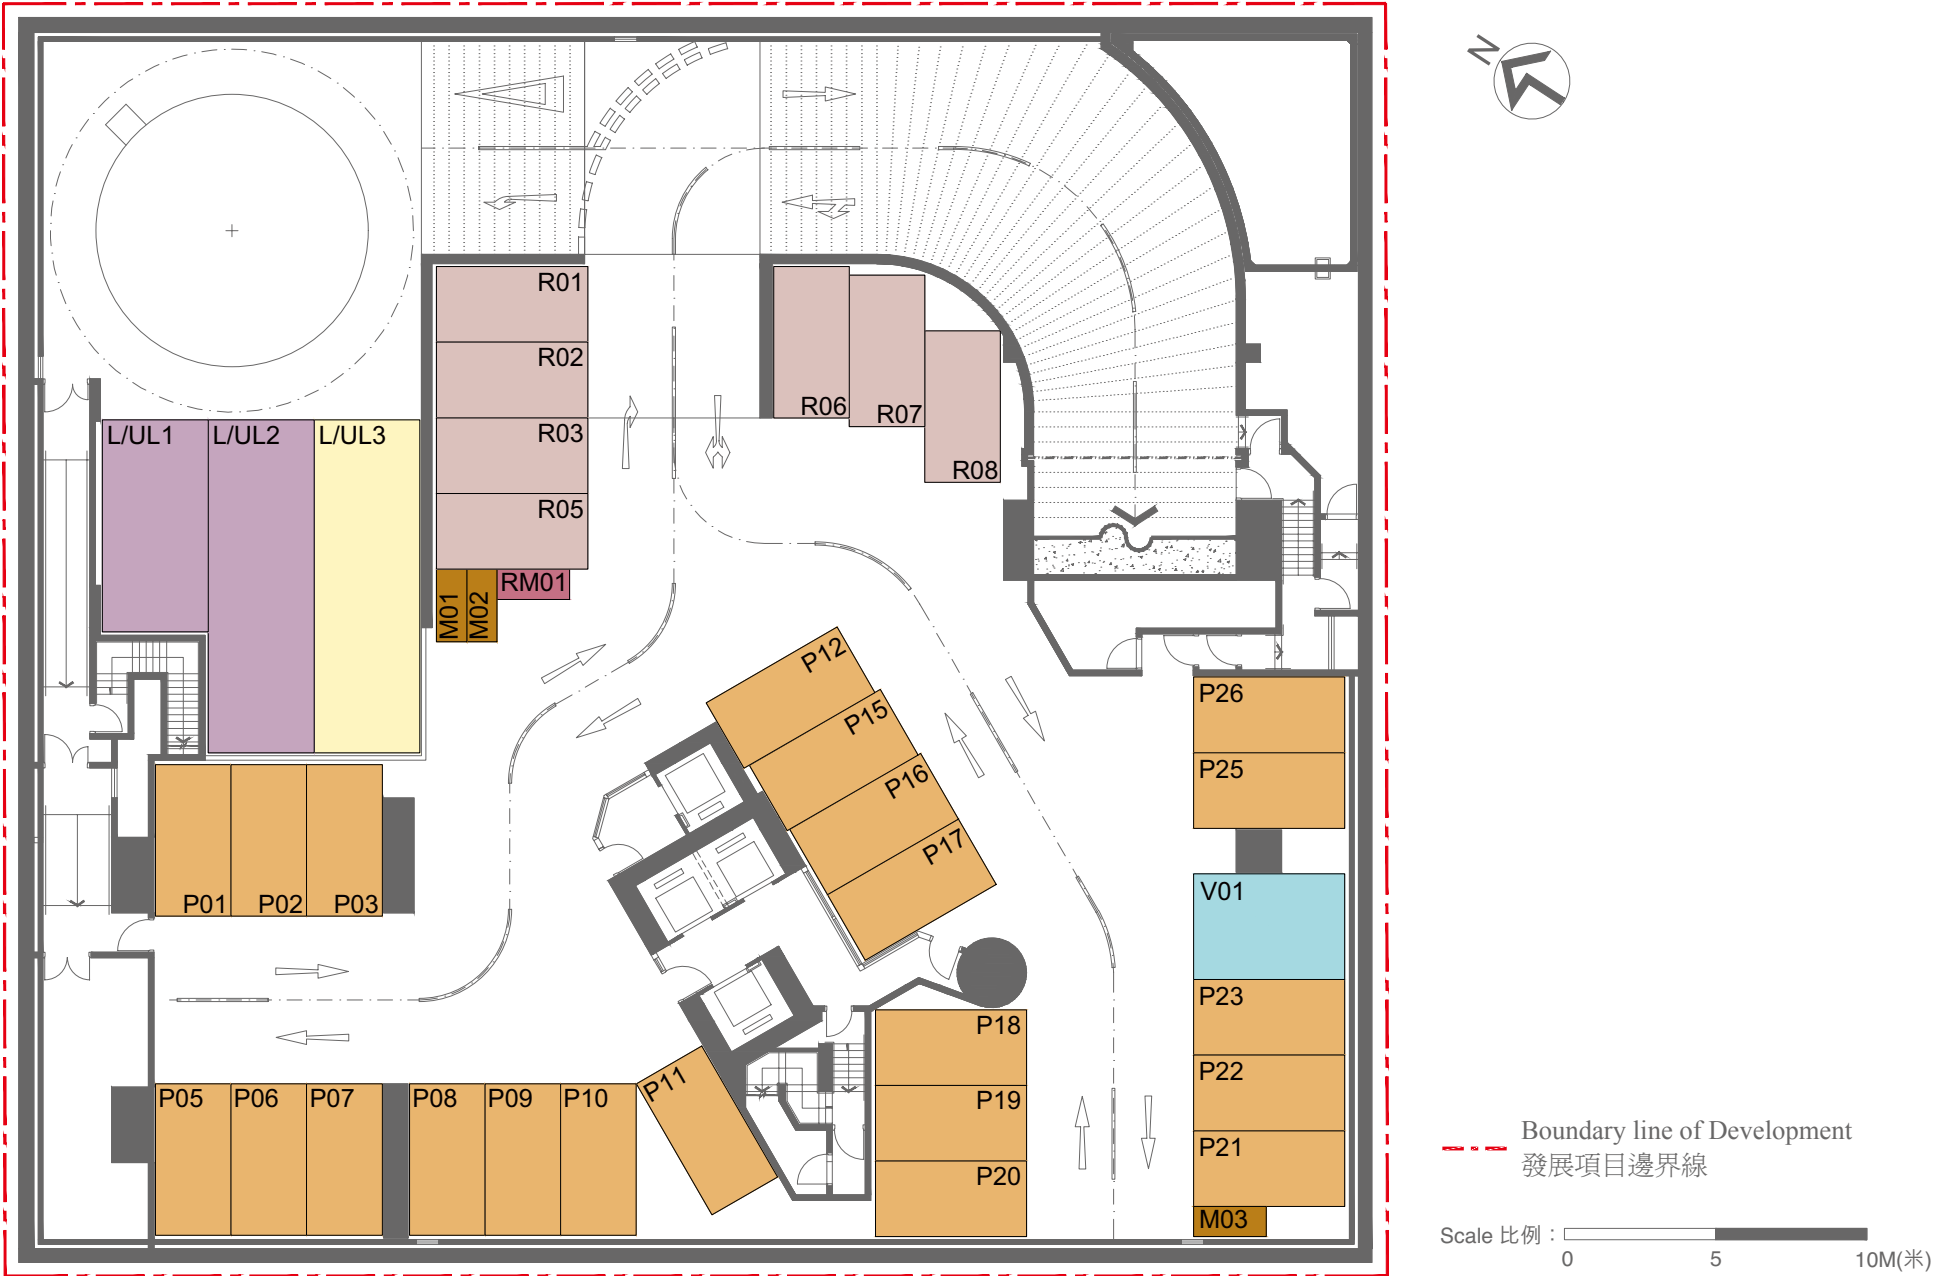 N
R01
R02
R03
R05
R06
R07
R08
L/UL1
L/UL2
L/UL3
M01
M02
RM01
P12
P15
P16
P17
P26
P25
V01
P23
P22
P21
M03
P01
P02
P03
P05
P06
P07
P08
P09
P10
P11
P18
P19
P20
Boundary line of Development
發展項目邊界線
Scale 比例：
0 5 10M(米)